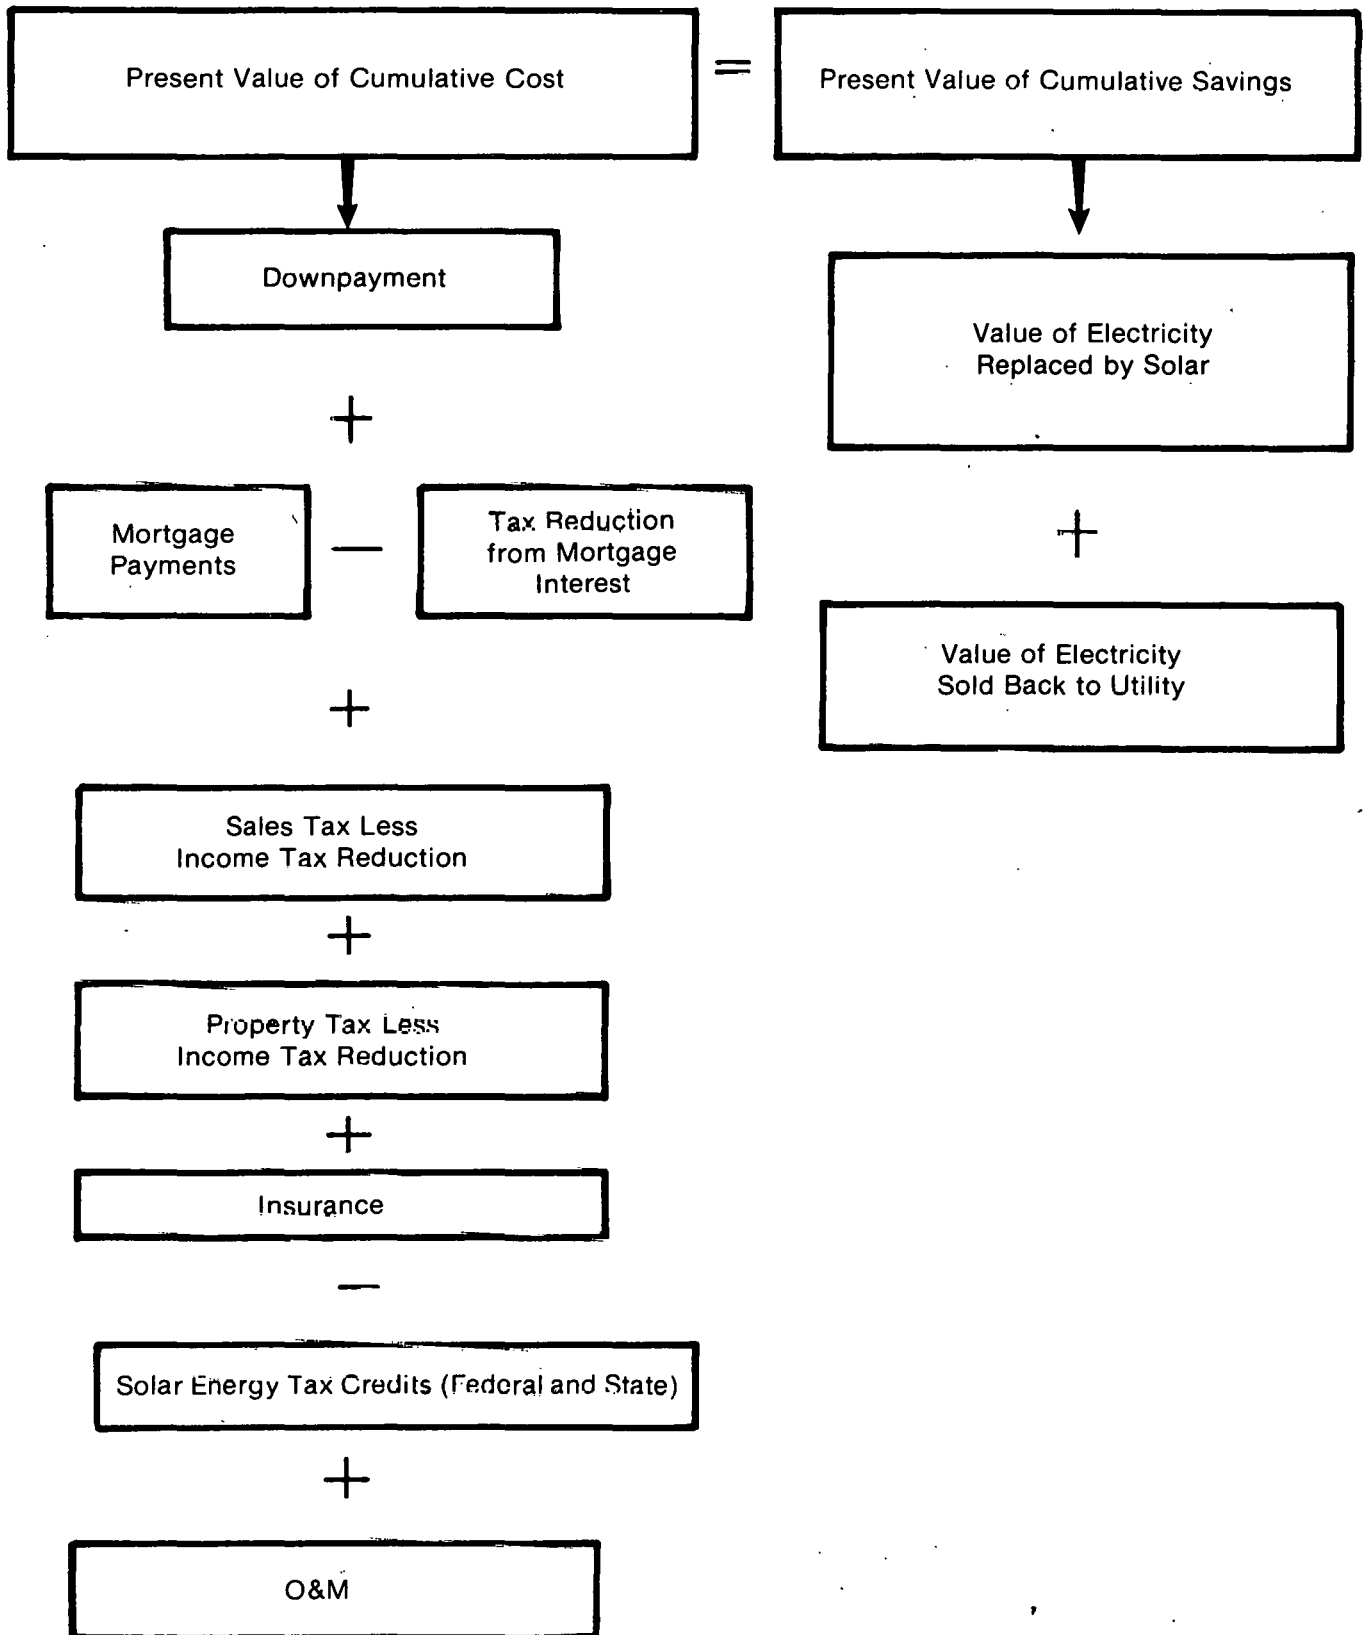 Present Value of Cumulative Cost
=
Present Value of Cumulative Savings
Downpayment
+
Mortgage
Payments
—
Tax Reduction
from Mortgage
Interest
+
Sales Tax Less
Income Tax Reduction
+
Property Tax Less
Income Tax Reduction
+
Insurance
—
Solar Energy Tax Credits (Federal and State)
+
O&M
Value of Electricity
Replaced by Solar
+
Value of Electricity
Sold Back to Utility